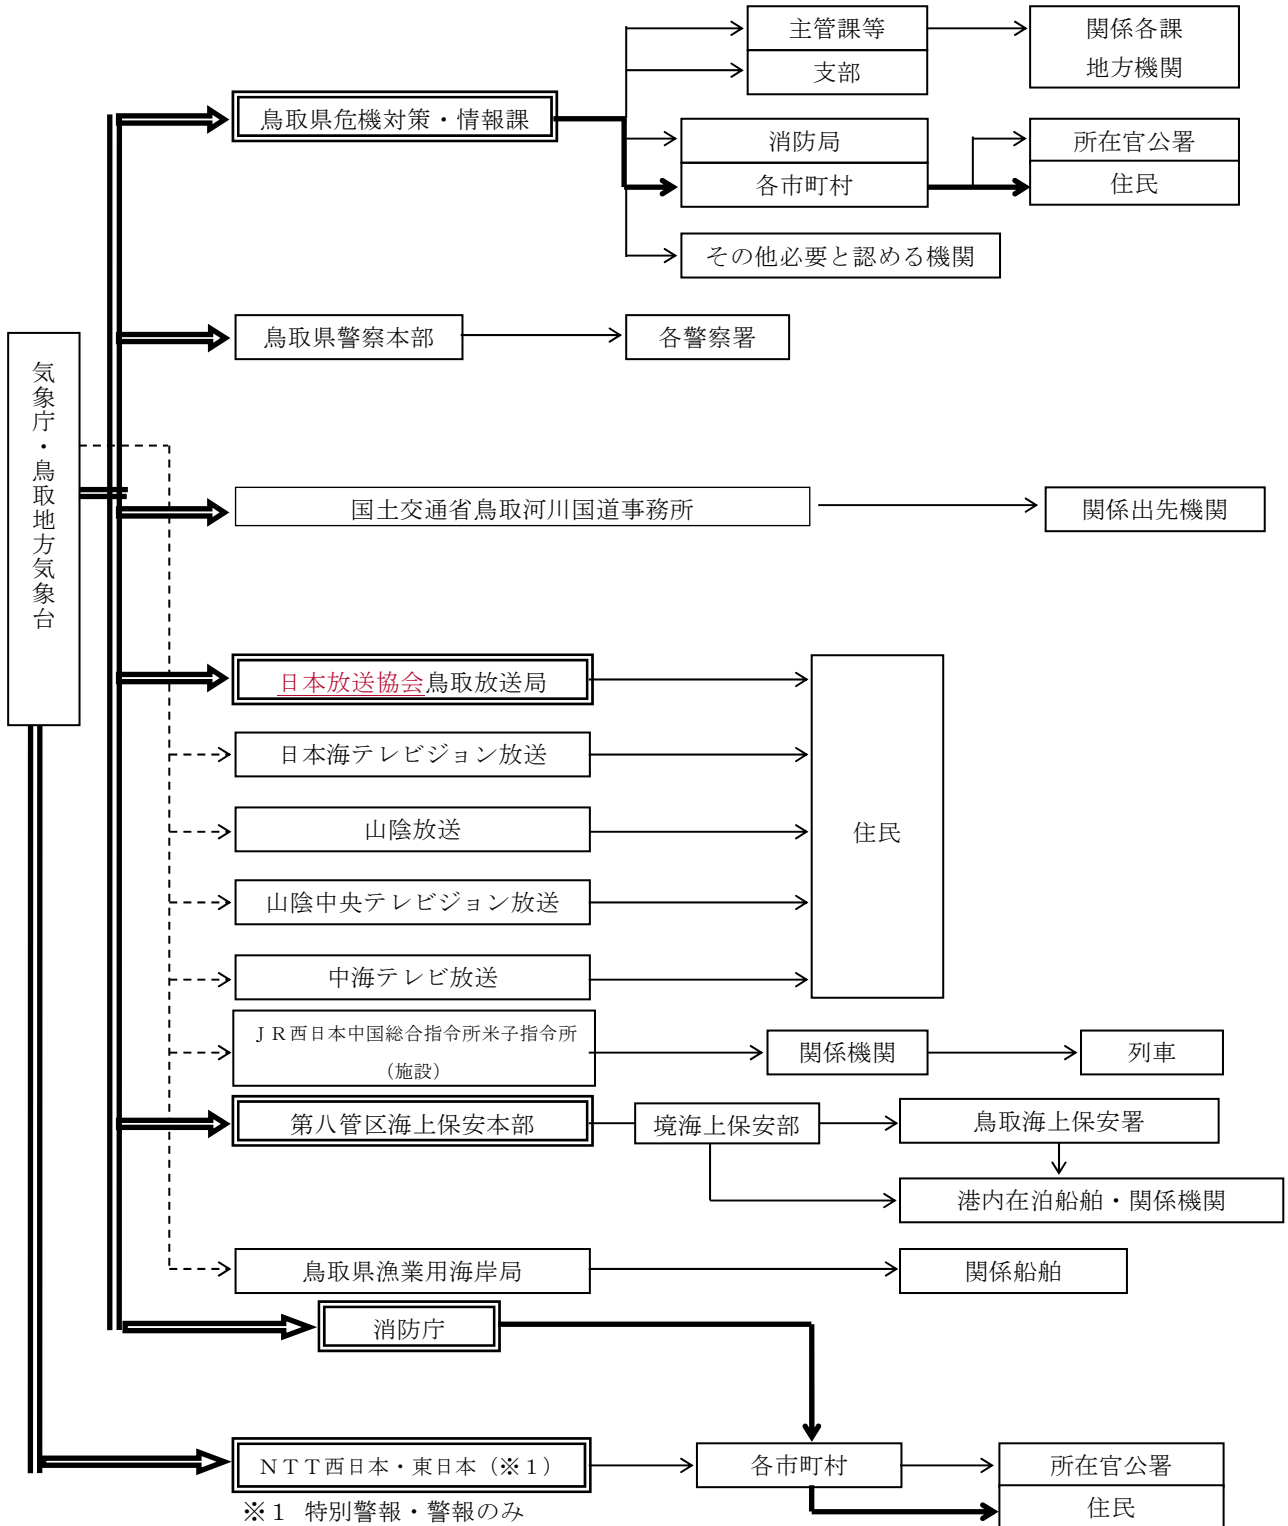 主管課等
関係各課
地方機関
支部
鳥取県危機対策・情報課
消防局
所在官公署
各市町村
住民
その他必要と認める機関
気象庁・鳥取地方気象台
鳥取県警察本部
各警察署
国土交通省鳥取河川国道事務所
関係出先機関
日本放送協会鳥取放送局
日本海テレビジョン放送
山陰放送
住民
山陰中央テレビジョン放送
中海テレビ放送
ＪＲ西日本中国総合指令所米子指令所
（施設）
関係機関
列車
第八管区海上保安本部
境海上保安部
鳥取海上保安署
港内在泊船舶・関係機関
鳥取県漁業用海岸局
関係船舶
消防庁
ＮＴＴ西日本・東日本（※１）
各市町村
所在官公署
住民
※１ 特別警報・警報のみ